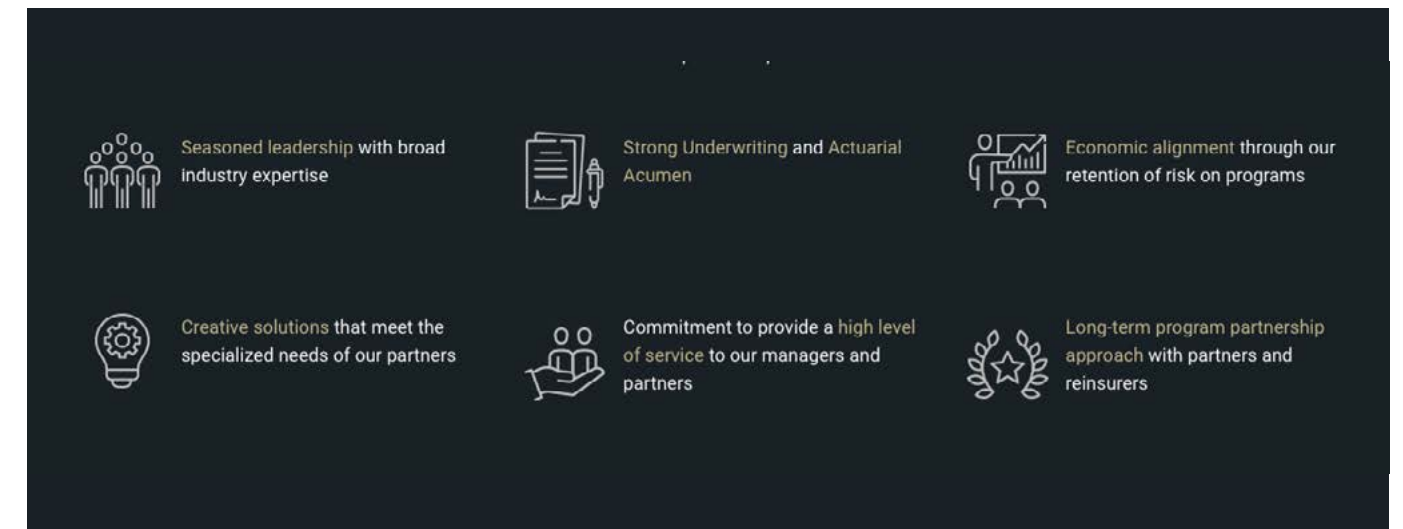 Seasoned leadership with broad
industry expertise
Strong Underwriting and Actuarial
Acumen
Economic alignment through our
retention of risk on programs
Creative solutions that meet the
specialized needs of our partners
Commitment to provide a high level
of service to our managers and
partners
Long-term program partnership
approach with partners and
reinsurers